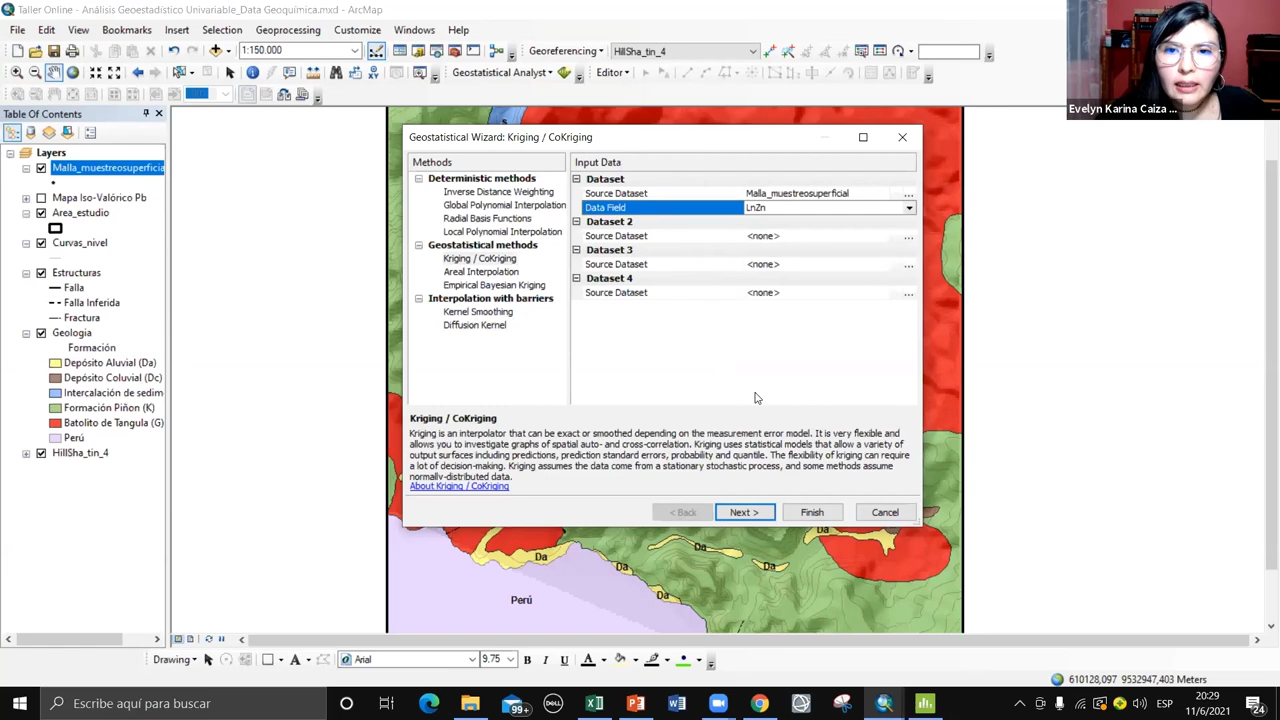 Taller Online - Análisis Geoestadístico Univariable_Data Geoquímica.mxd - ArcMap
File Edit View Bookmarks Insert Selection Geoprocessing Customize Windows Help
1:150.000
Georeferencing
HillSha_tin_4
Geostatistical Analyst
Editor
Evelyn Karina Caiza ...
Table Of Contents
Layers
Malla_muestreosuperficia
Mapa Iso-Valórico Pb
Area_estudio
Curvas_nivel
Estructuras
Falla
Falla Inferida
Fractura
Geologia
Formación
Depósito Aluvial (Da)
Depósito Coluvial (Dc)
Intercalación de sedim
Formación Piñon (K)
Batolito de Tangula (G)
Perú
HillSha_tin_4
Geostatistical Wizard: Kriging / CoKriging
Methods
Deterministic methods
Inverse Distance Weighting
Global Polynomial Interpolation
Radial Basis Functions
Local Polynomial Interpolation
Geostatistical methods
Kriging / CoKriging
Areal Interpolation
Empirical Bayesian Kriging
Interpolation with barriers
Kernel Smoothing
Diffusion Kernel
Input Data
Dataset
Source Dataset Malla_muestreosuperficial ...
Data Field LnZn
Dataset 2
Source Dataset <none> ...
Dataset 3
Source Dataset <none> ...
Dataset 4
Source Dataset <none> ...
Kriging / CoKriging
Kriging is an interpolator that can be exact or smoothed depending on the measurement error model. It is very flexible and
allows you to investigate graphs of spatial auto- and cross-correlation. Kriging uses statistical models that allow a variety of
output surfaces including predictions, prediction standard errors, probability and quantile. The flexibility of kriging can require
a lot of decision-making. Kriging assumes the data come from a stationary stochastic process, and some methods assume
normally-distributed data.
About Kriging / CoKriging
< Back Next > Finish Cancel
Da
Da
Da
Da
Da
Da
Perú
Drawing
A
Arial
9.75
B I U A
610128,097 9532947,403 Meters
Escribe aquí para buscar
99+
DELL
ESP
20:29
11/6/2021
24